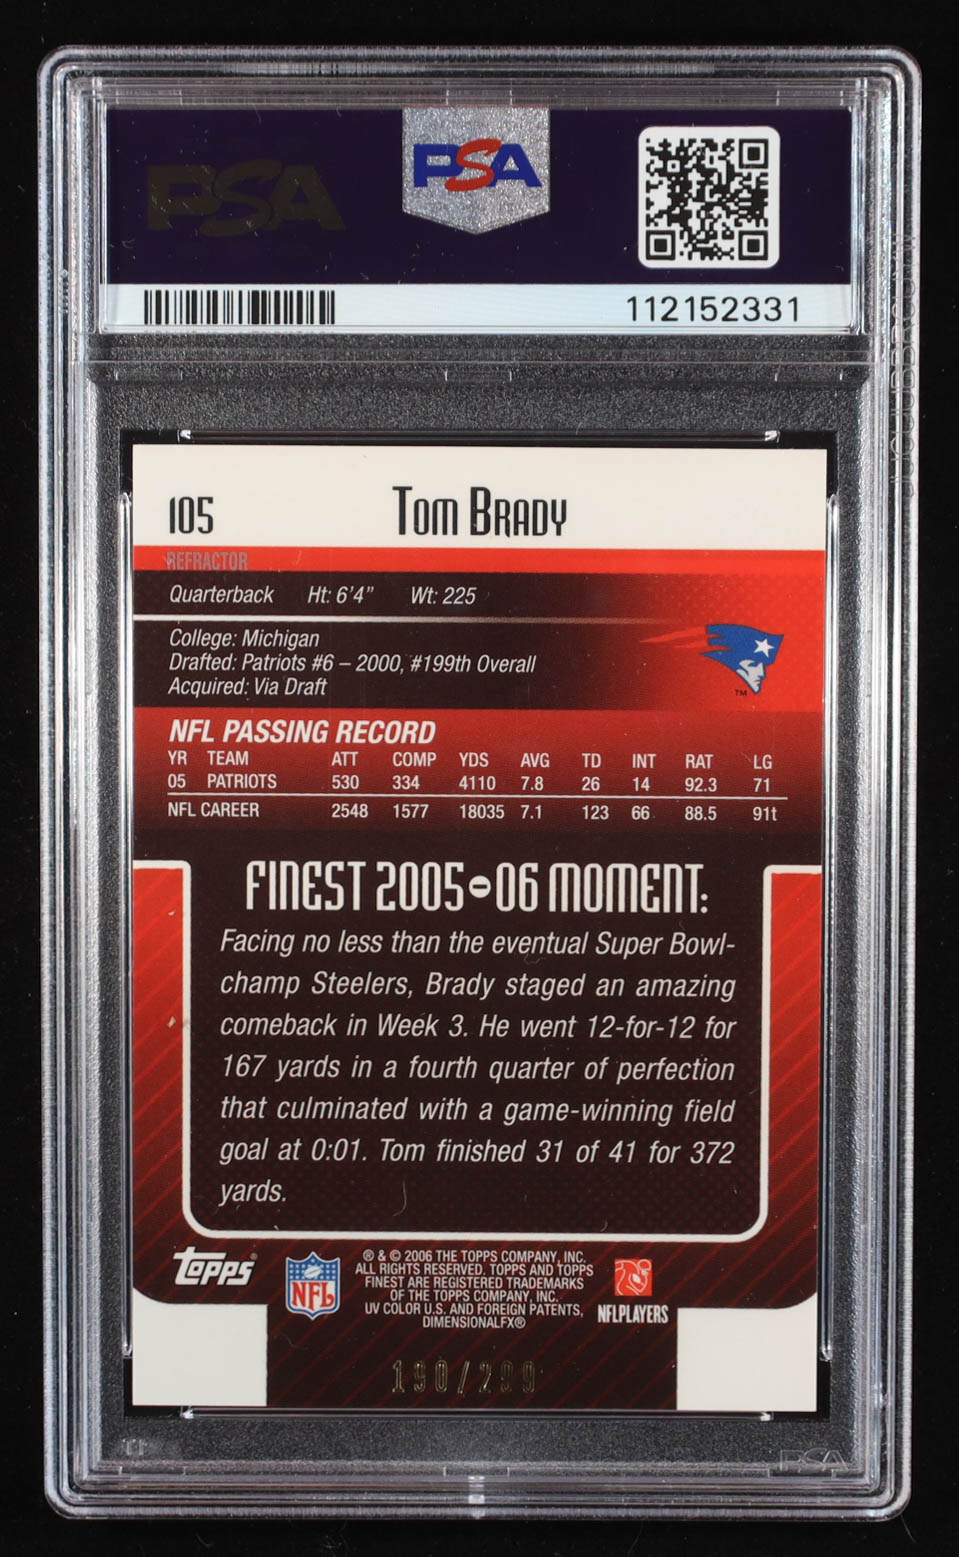 PSA
PSA
112152331
105
Tom Brady
REFRACTOR
Quarterback Ht: 6'4" Wt: 225
College: Michigan
Drafted: Patriots #6 – 2000, #199th Overall
Acquired: Via Draft
TM
NFL PASSING RECORD
YR TEAM ATT COMP YDS AVG TD INT RAT LG
05 PATRIOTS 530 334 4110 7.8 26 14 92.3 71
NFL CAREER 2548 1577 18035 7.1 123 66 88.5 91t
FINEST 2005-06 MOMENT:
Facing no less than the eventual Super Bowl-
champ Steelers, Brady staged an amazing
comeback in Week 3. He went 12-for-12 for
167 yards in a fourth quarter of perfection
that culminated with a game-winning field
goal at 0:01. Tom finished 31 of 41 for 372
yards.
topps®
NFL
® & © 2006 THE TOPPS COMPANY, INC.
ALL RIGHTS RESERVED. TOPPS AND TOPPS
FINEST ARE REGISTERED TRADEMARKS
OF THE TOPPS COMPANY, INC.
UV COLOR U.S. AND FOREIGN PATENTS,
DIMENSIONALFX®
NFLPLAYERS
190/299
PSA